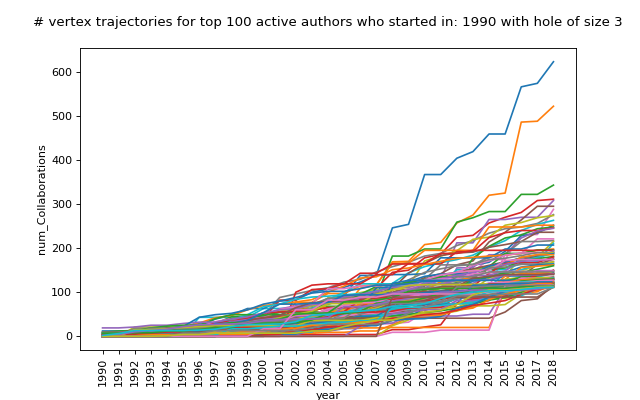 # vertex trajectories for top 100 active authors who started in: 1990 with hole of size 3
num_Collaborations
600
500
400
300
200
100
0
1990 1991 1992 1993 1994 1995 1996 1997 1998 1999 2000 2001 2002 2003 2004 2005 2006 2007 2008 2009 2010 2011 2012 2013 2014 2015 2016 2017 2018
year